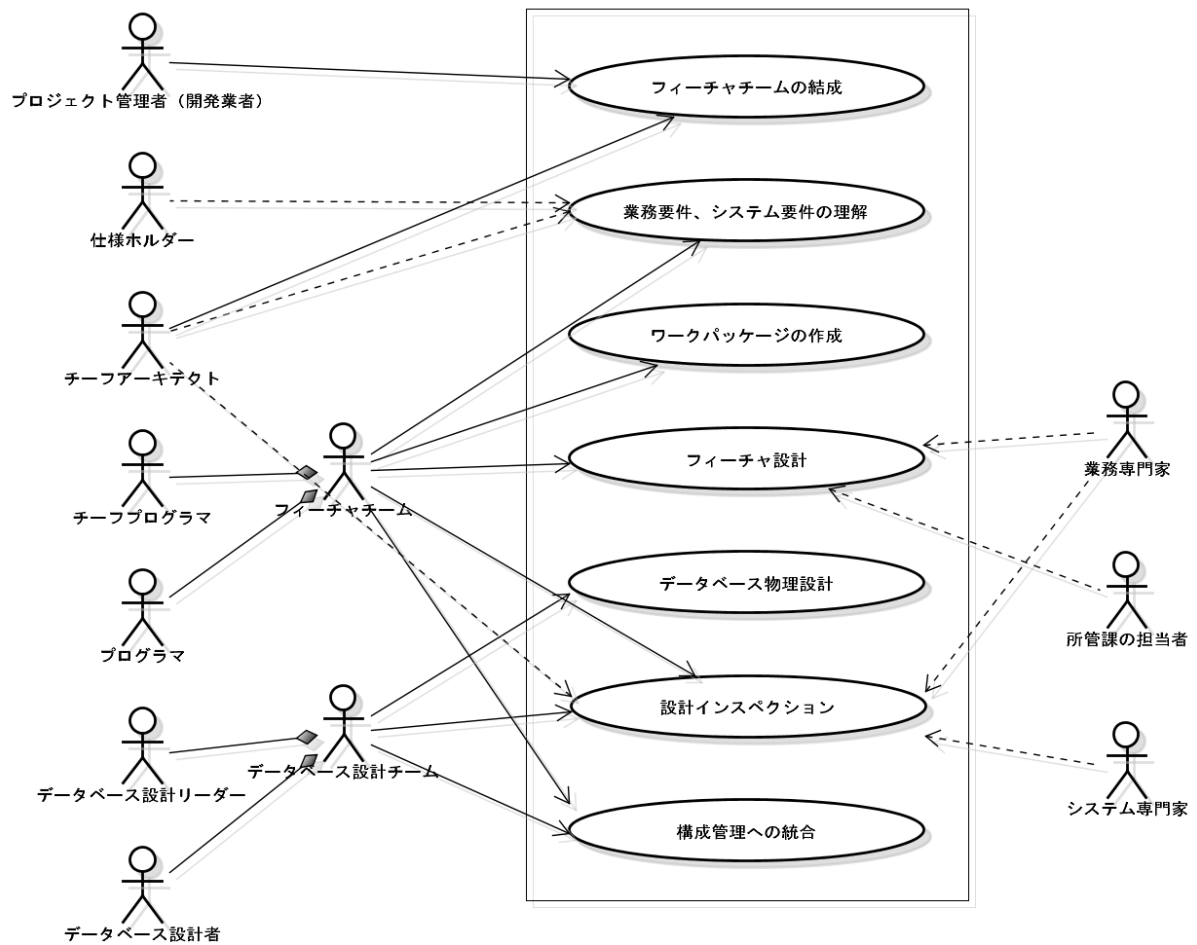 プロジェクト管理者（開発業者）
仕様ホルダー
チーフアーキテクト
チーフプログラマ
プログラマ
データベース設計リーダー
データベース設計者
フィーチャチーム
データベース設計チーム
フィーチャチームの結成
業務要件、システム要件の理解
ワークパッケージの作成
フィーチャ設計
データベース物理設計
設計インスペクション
構成管理への統合
業務専門家
所管課の担当者
システム専門家